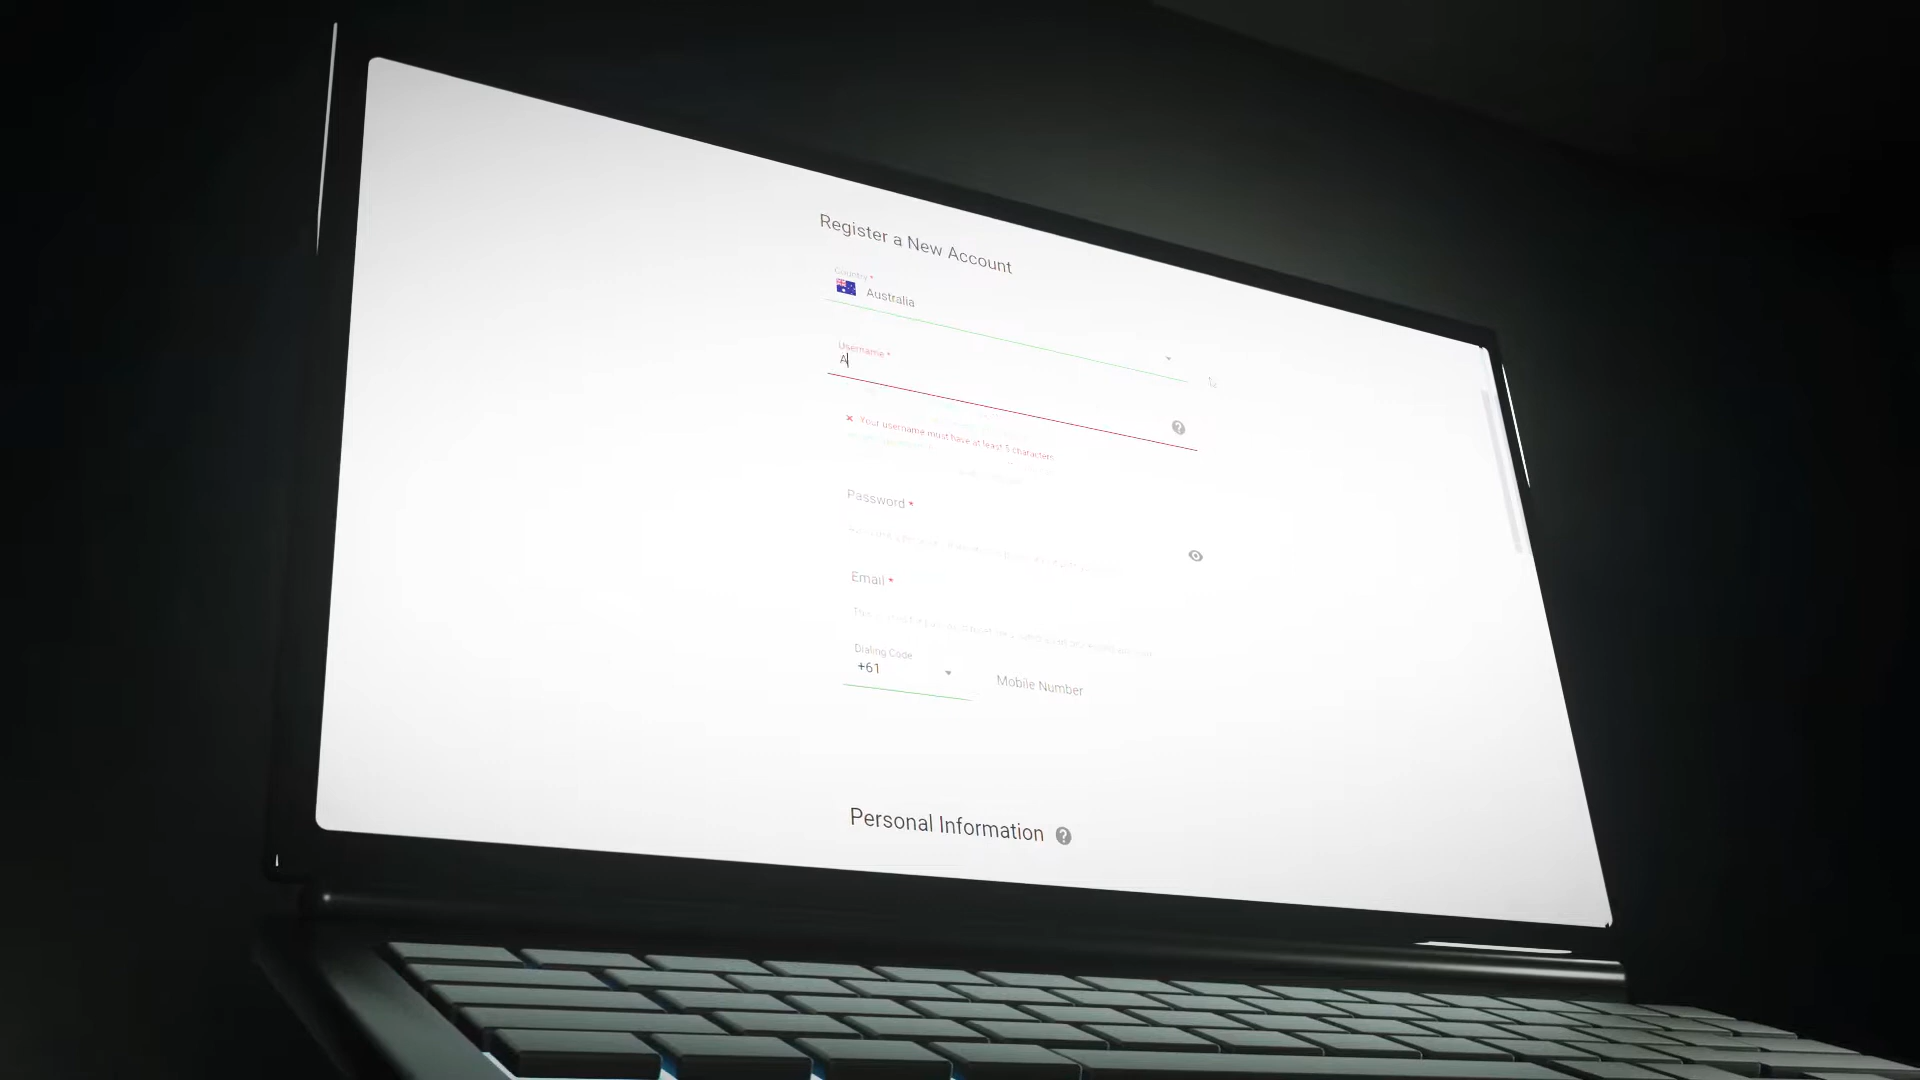 Register a New Account
Country *
Australia
Username *
A
× Your username must have at least 5 characters
Password *
Email *
Dialing Code
+61
Mobile Number
Personal Information